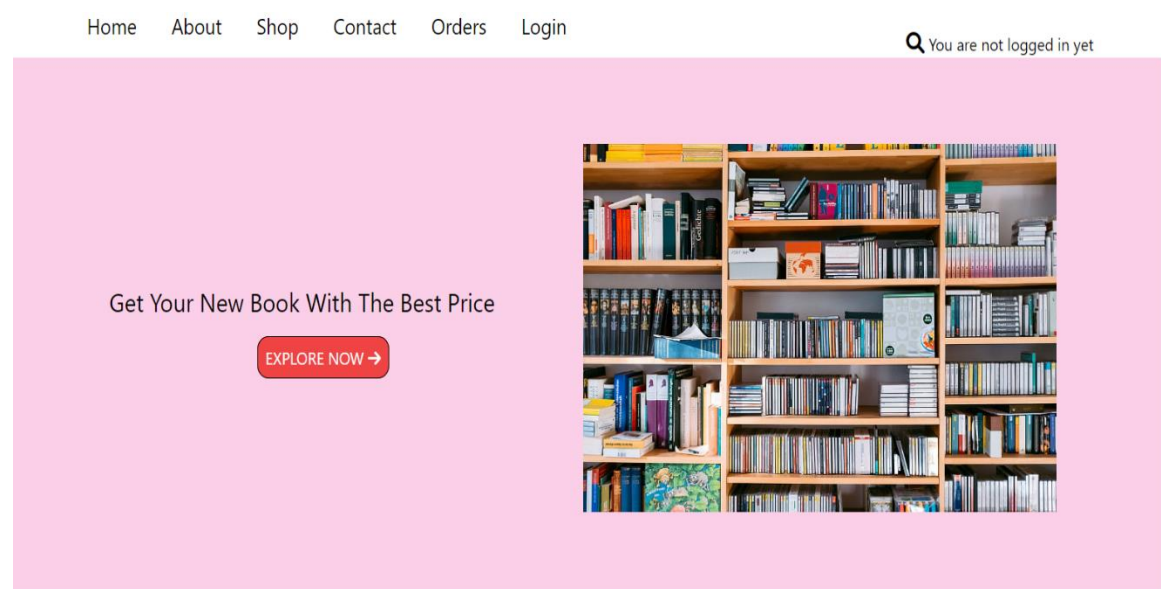 Home About Shop Contact Orders Login
You are not logged in yet
Get Your New Book With The Best Price
EXPLORE NOW →
Gedichte